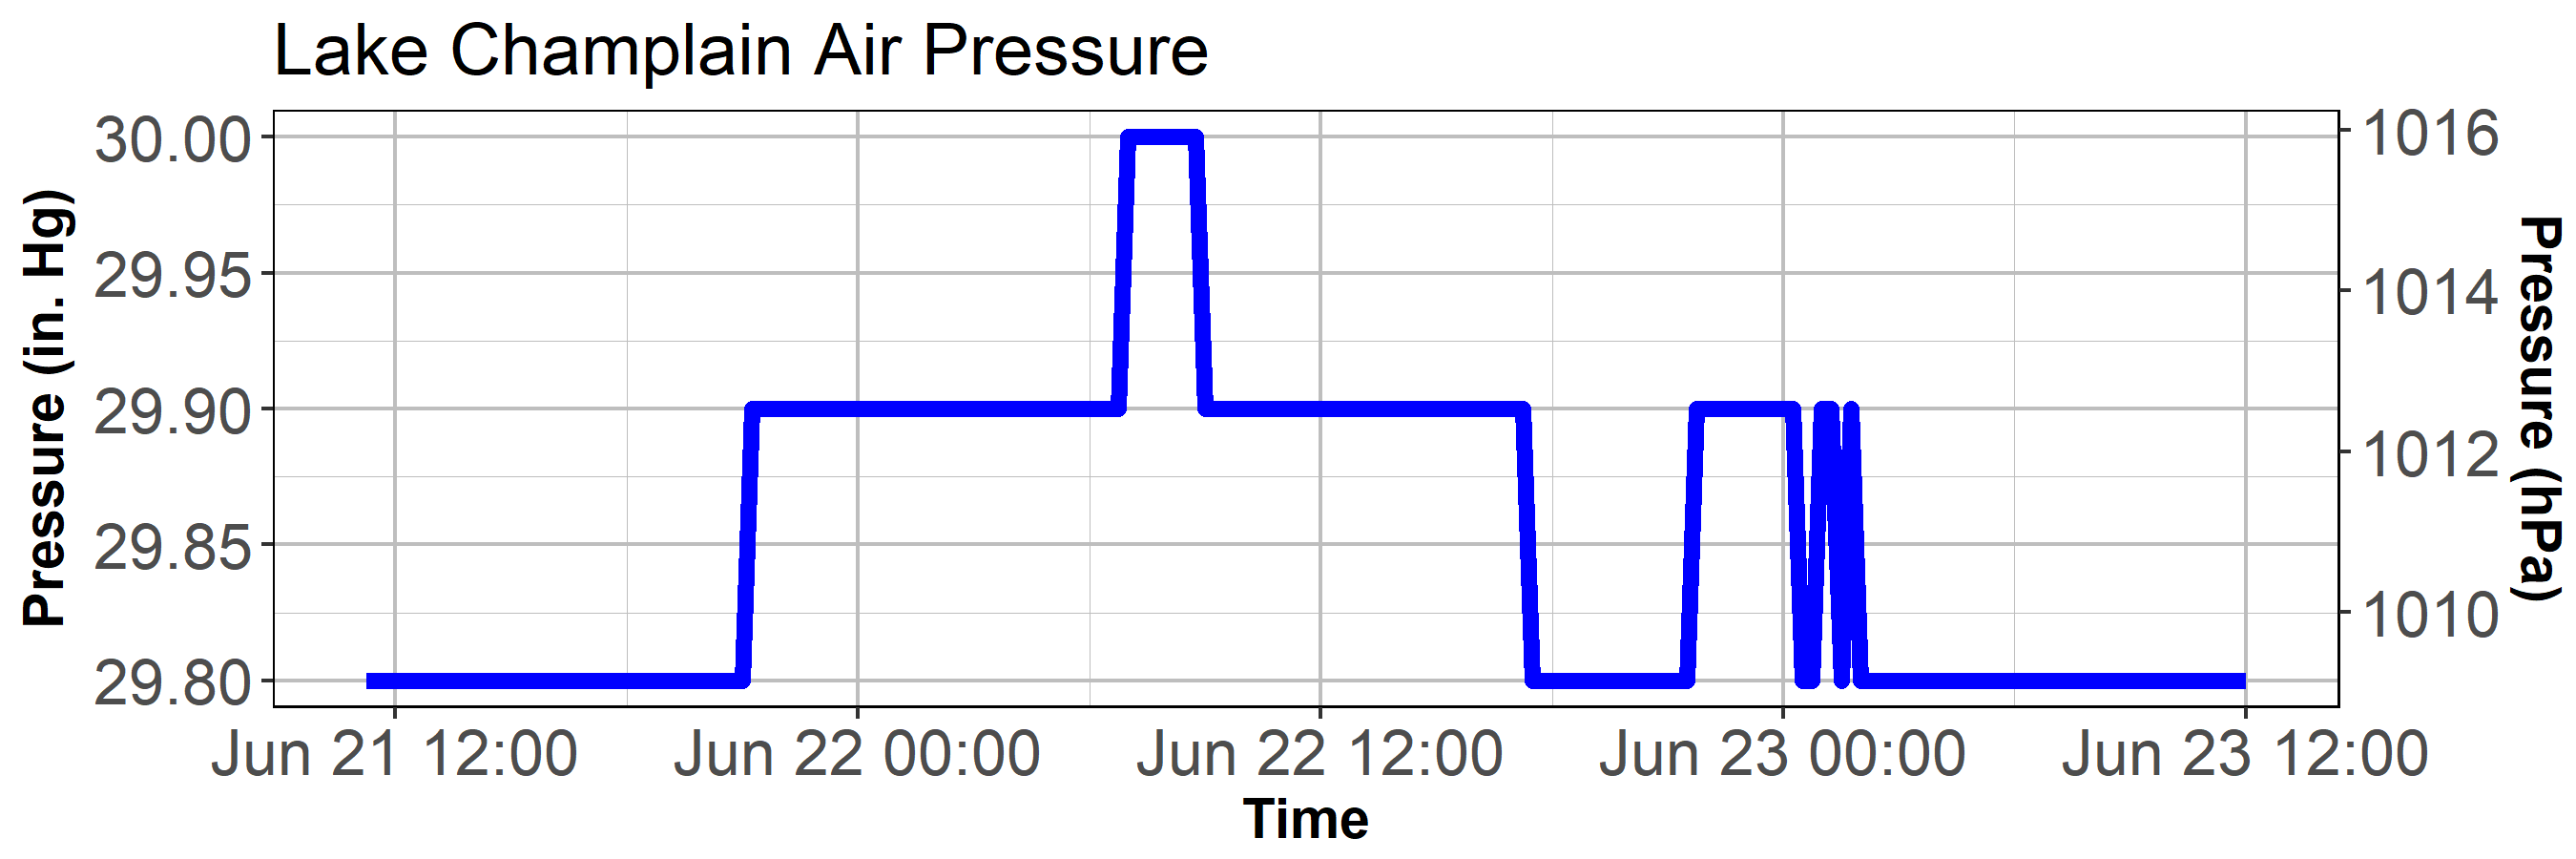 Lake Champlain Air Pressure
Pressure (in. Hg)
30.00
29.95
29.90
29.85
29.80
1016
1014
1012
1010
Pressure (hPa)
Jun 21 12:00
Jun 22 00:00
Jun 22 12:00
Jun 23 00:00
Jun 23 12:00
Time